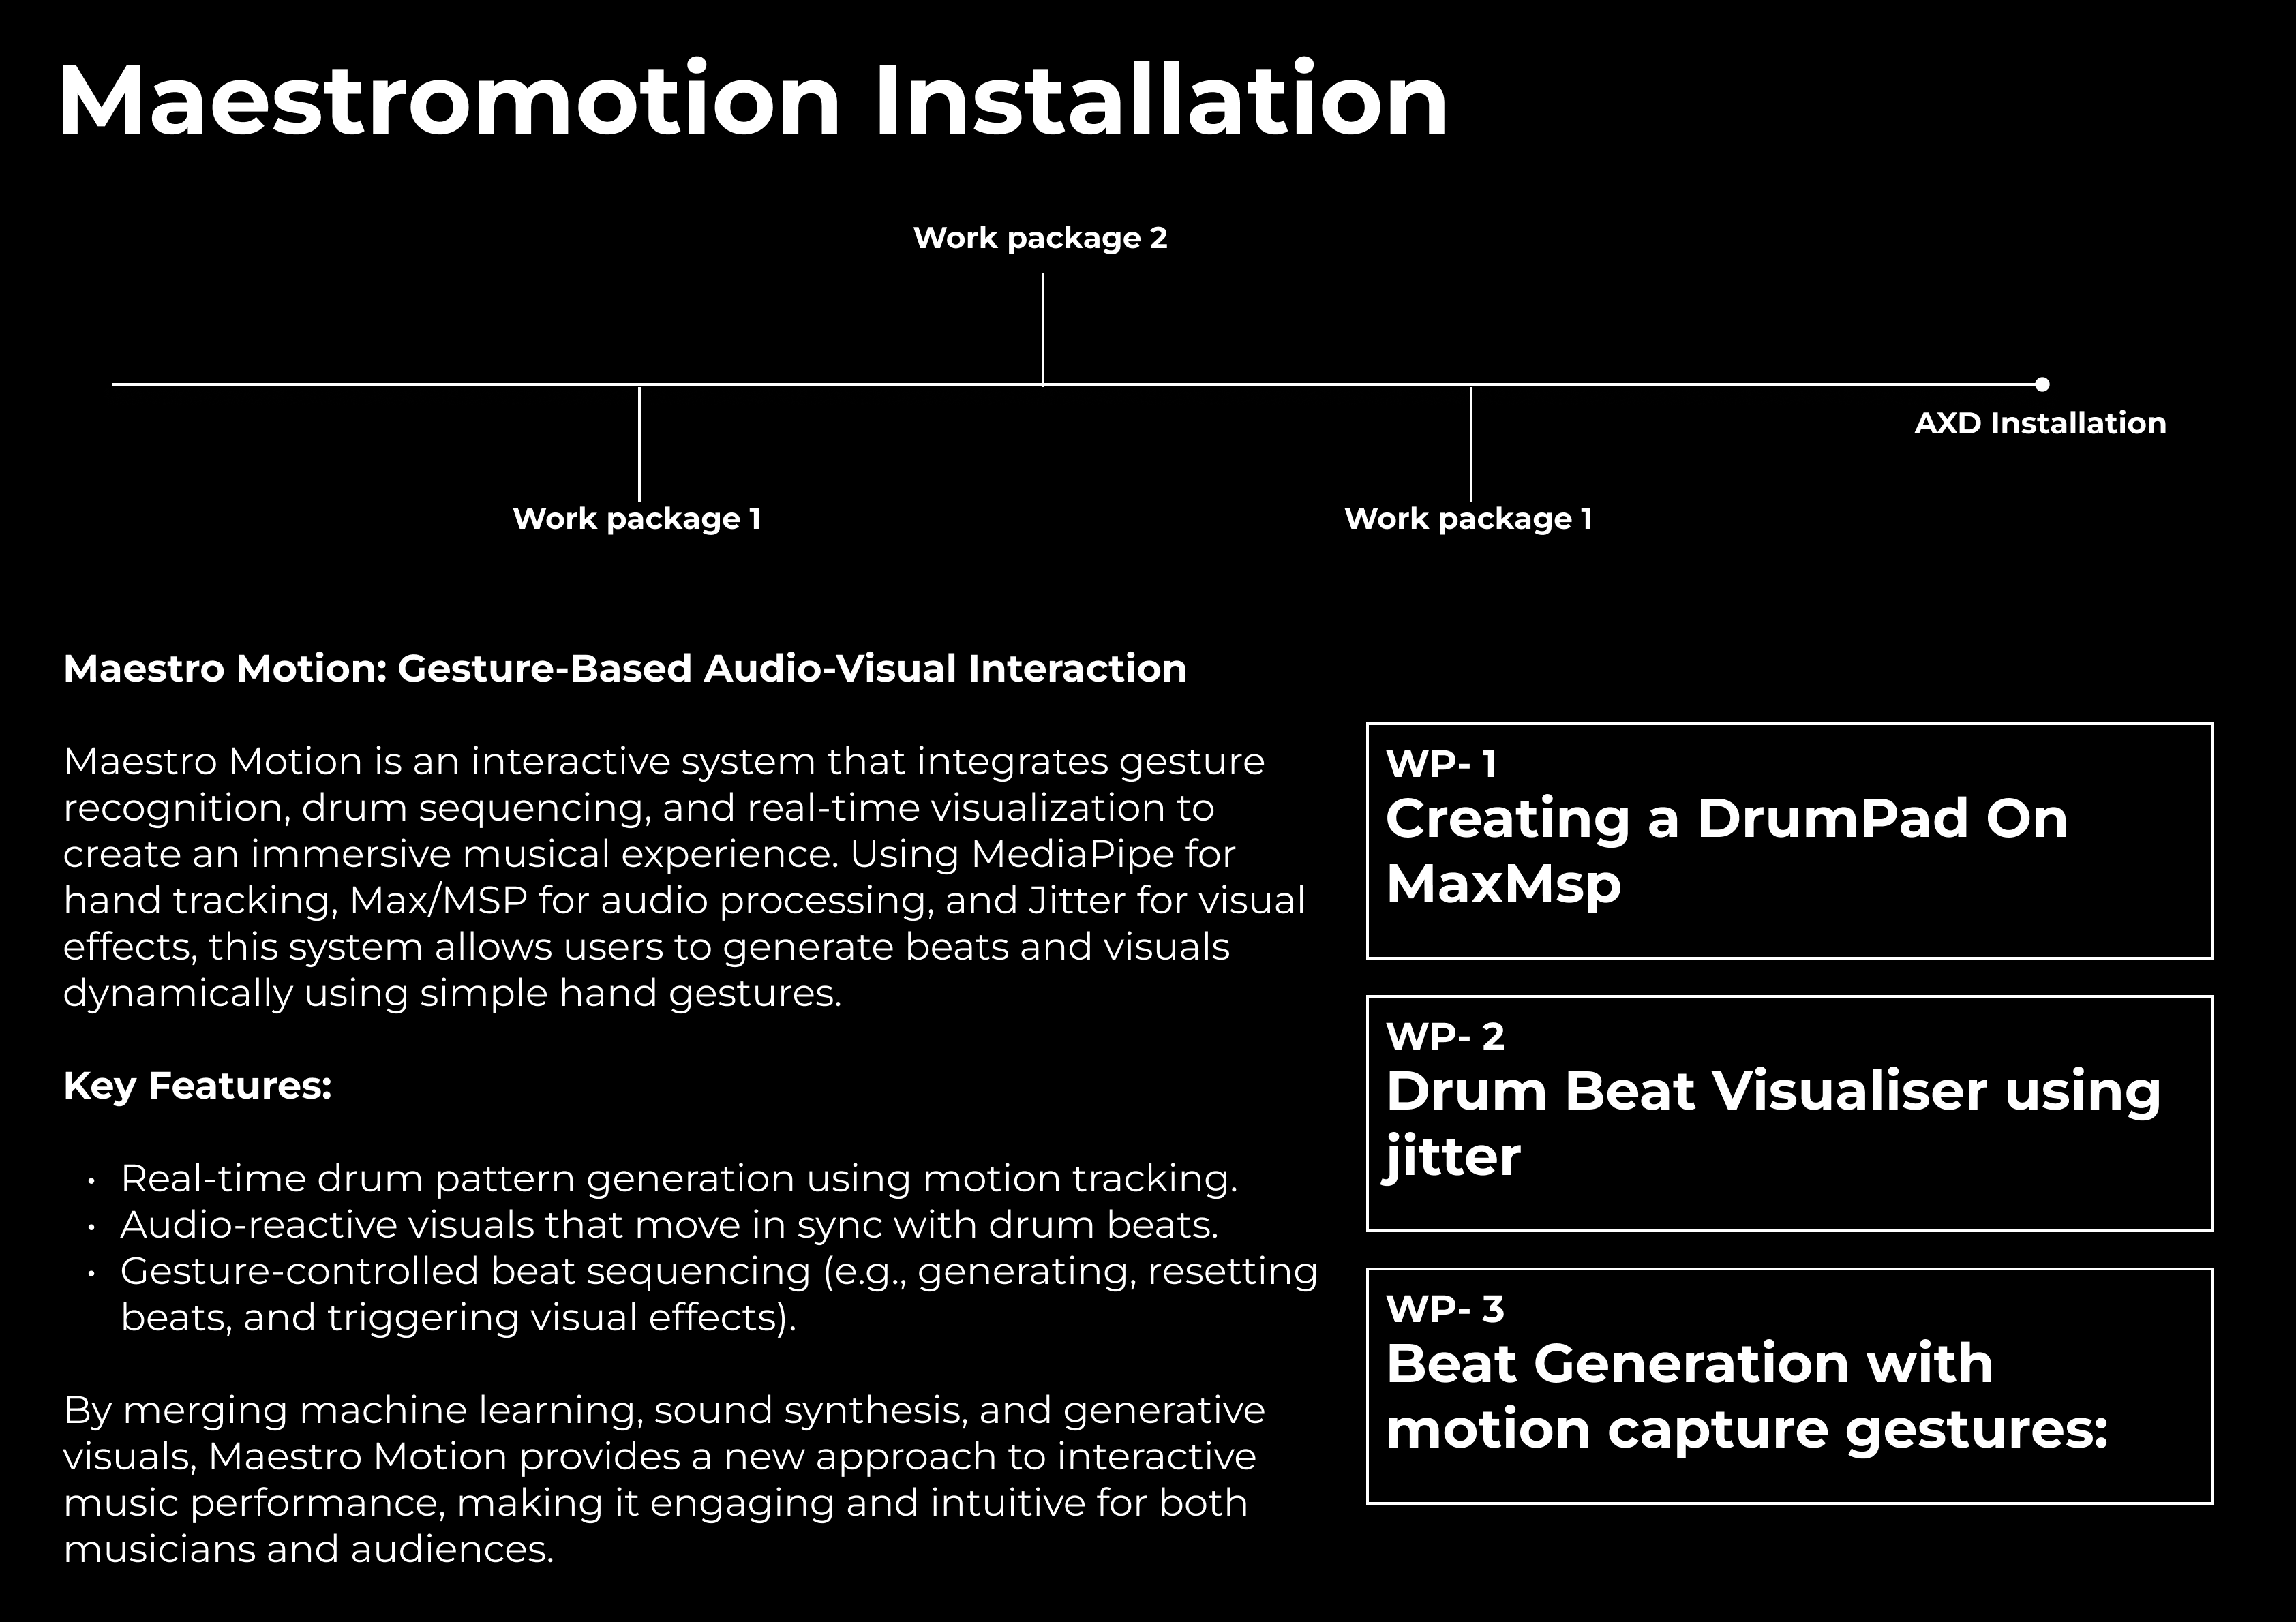 Maestromotion Installation
Work package 2
AXD Installation
Work package 1
Work package 1
Maestro Motion: Gesture-Based Audio-Visual Interaction
Maestro Motion is an interactive system that integrates gesture
recognition, drum sequencing, and real-time visualization to
create an immersive musical experience. Using MediaPipe for
hand tracking, Max/MSP for audio processing, and Jitter for visual
effects, this system allows users to generate beats and visuals
dynamically using simple hand gestures.
Key Features:
• Real-time drum pattern generation using motion tracking.
• Audio-reactive visuals that move in sync with drum beats.
• Gesture-controlled beat sequencing (e.g., generating, resetting
beats, and triggering visual effects).
By merging machine learning, sound synthesis, and generative
visuals, Maestro Motion provides a new approach to interactive
music performance, making it engaging and intuitive for both
musicians and audiences.
WP- 1
Creating a DrumPad On
MaxMsp
WP- 2
Drum Beat Visualiser using
jitter
WP- 3
Beat Generation with
motion capture gestures: